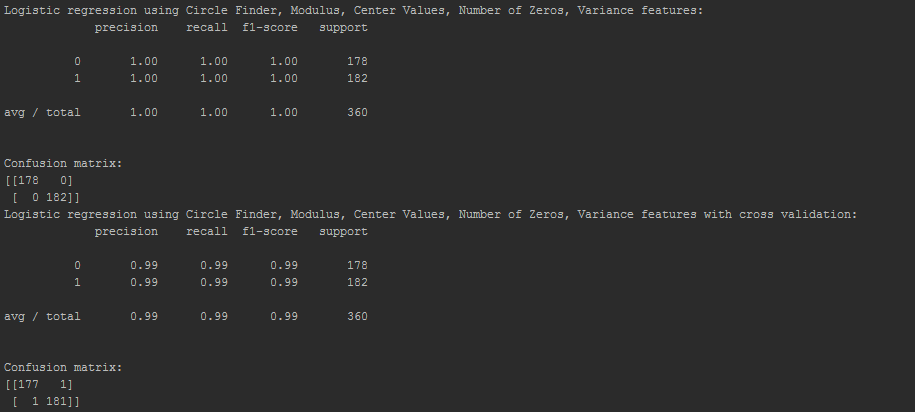 Logistic regression using Circle Finder, Modulus, Center Values, Number of Zeros, Variance features:
precision recall f1-score support
0 1.00 1.00 1.00 178
1 1.00 1.00 1.00 182
avg / total 1.00 1.00 1.00 360
Confusion matrix:
[[178 0]
[ 0 182]]
Logistic regression using Circle Finder, Modulus, Center Values, Number of Zeros, Variance features with cross validation:
precision recall f1-score support
0 0.99 0.99 0.99 178
1 0.99 0.99 0.99 182
avg / total 0.99 0.99 0.99 360
Confusion matrix:
[[177 1]
[ 1 181]]